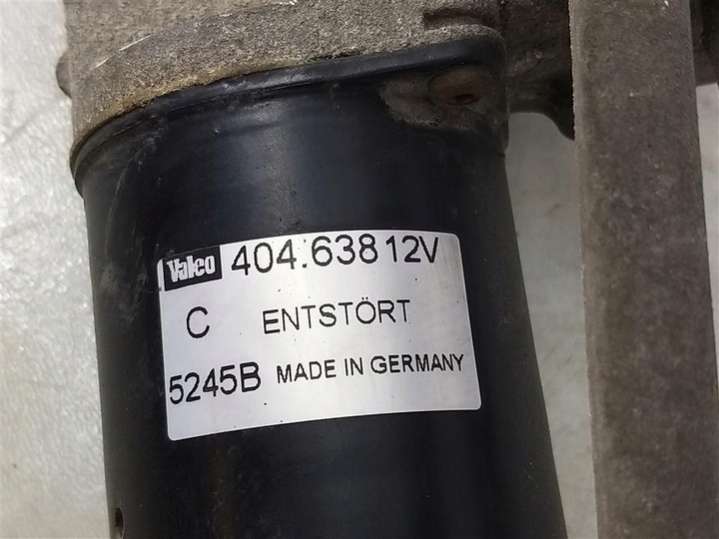 Valeo 404.638 12V
C ENTSTÖRT
5245B MADE IN GERMANY